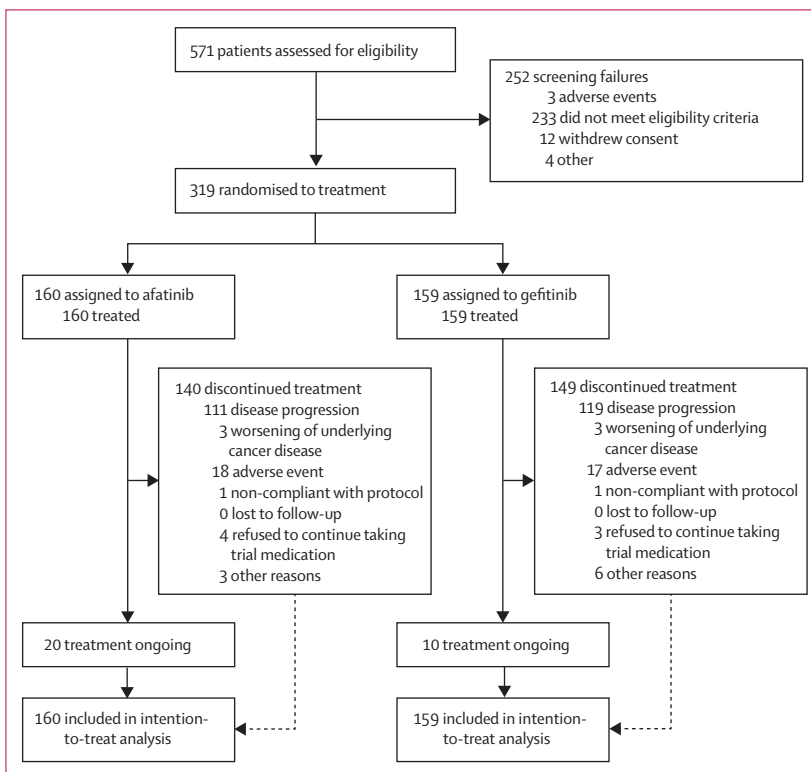 571 patients assessed for eligibility
252 screening failures
3 adverse events
233 did not meet eligibility criteria
12 withdrew consent
4 other
319 randomised to treatment
160 assigned to afatinib
160 treated
159 assigned to gefitinib
159 treated
140 discontinued treatment
111 disease progression
3 worsening of underlying
cancer disease
18 adverse event
1 non-compliant with protocol
0 lost to follow-up
4 refused to continue taking
trial medication
3 other reasons
149 discontinued treatment
119 disease progression
3 worsening of underlying
cancer disease
17 adverse event
1 non-compliant with protocol
0 lost to follow-up
3 refused to continue taking
trial medication
6 other reasons
20 treatment ongoing
10 treatment ongoing
160 included in intention-
to-treat analysis
159 included in intention-
to-treat analysis